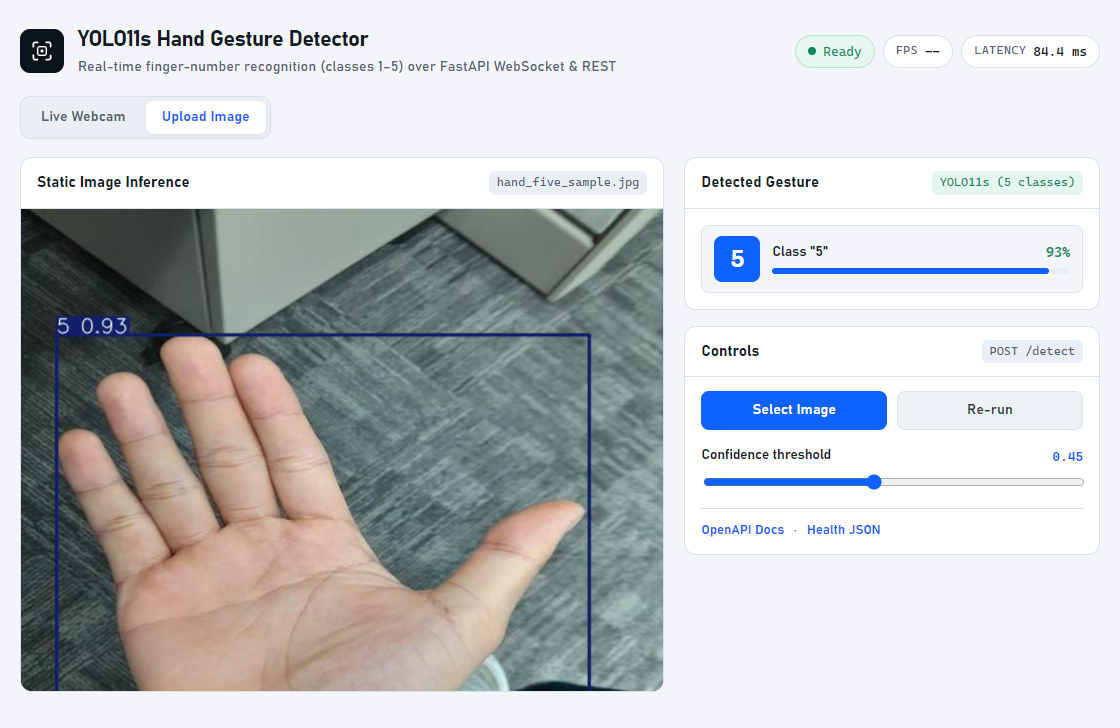 YOLO11s Hand Gesture Detector
Real-time finger-number recognition (classes 1–5) over FastAPI WebSocket & REST
Ready
FPS --
LATENCY 84.4 ms
Live Webcam
Upload Image
Static Image Inference
hand_five_sample.jpg
5 0.93
Detected Gesture
YOLO11s (5 classes)
5
Class "5"
93%
Controls
POST /detect
Select Image
Re-run
Confidence threshold
0.45
OpenAPI Docs · Health JSON